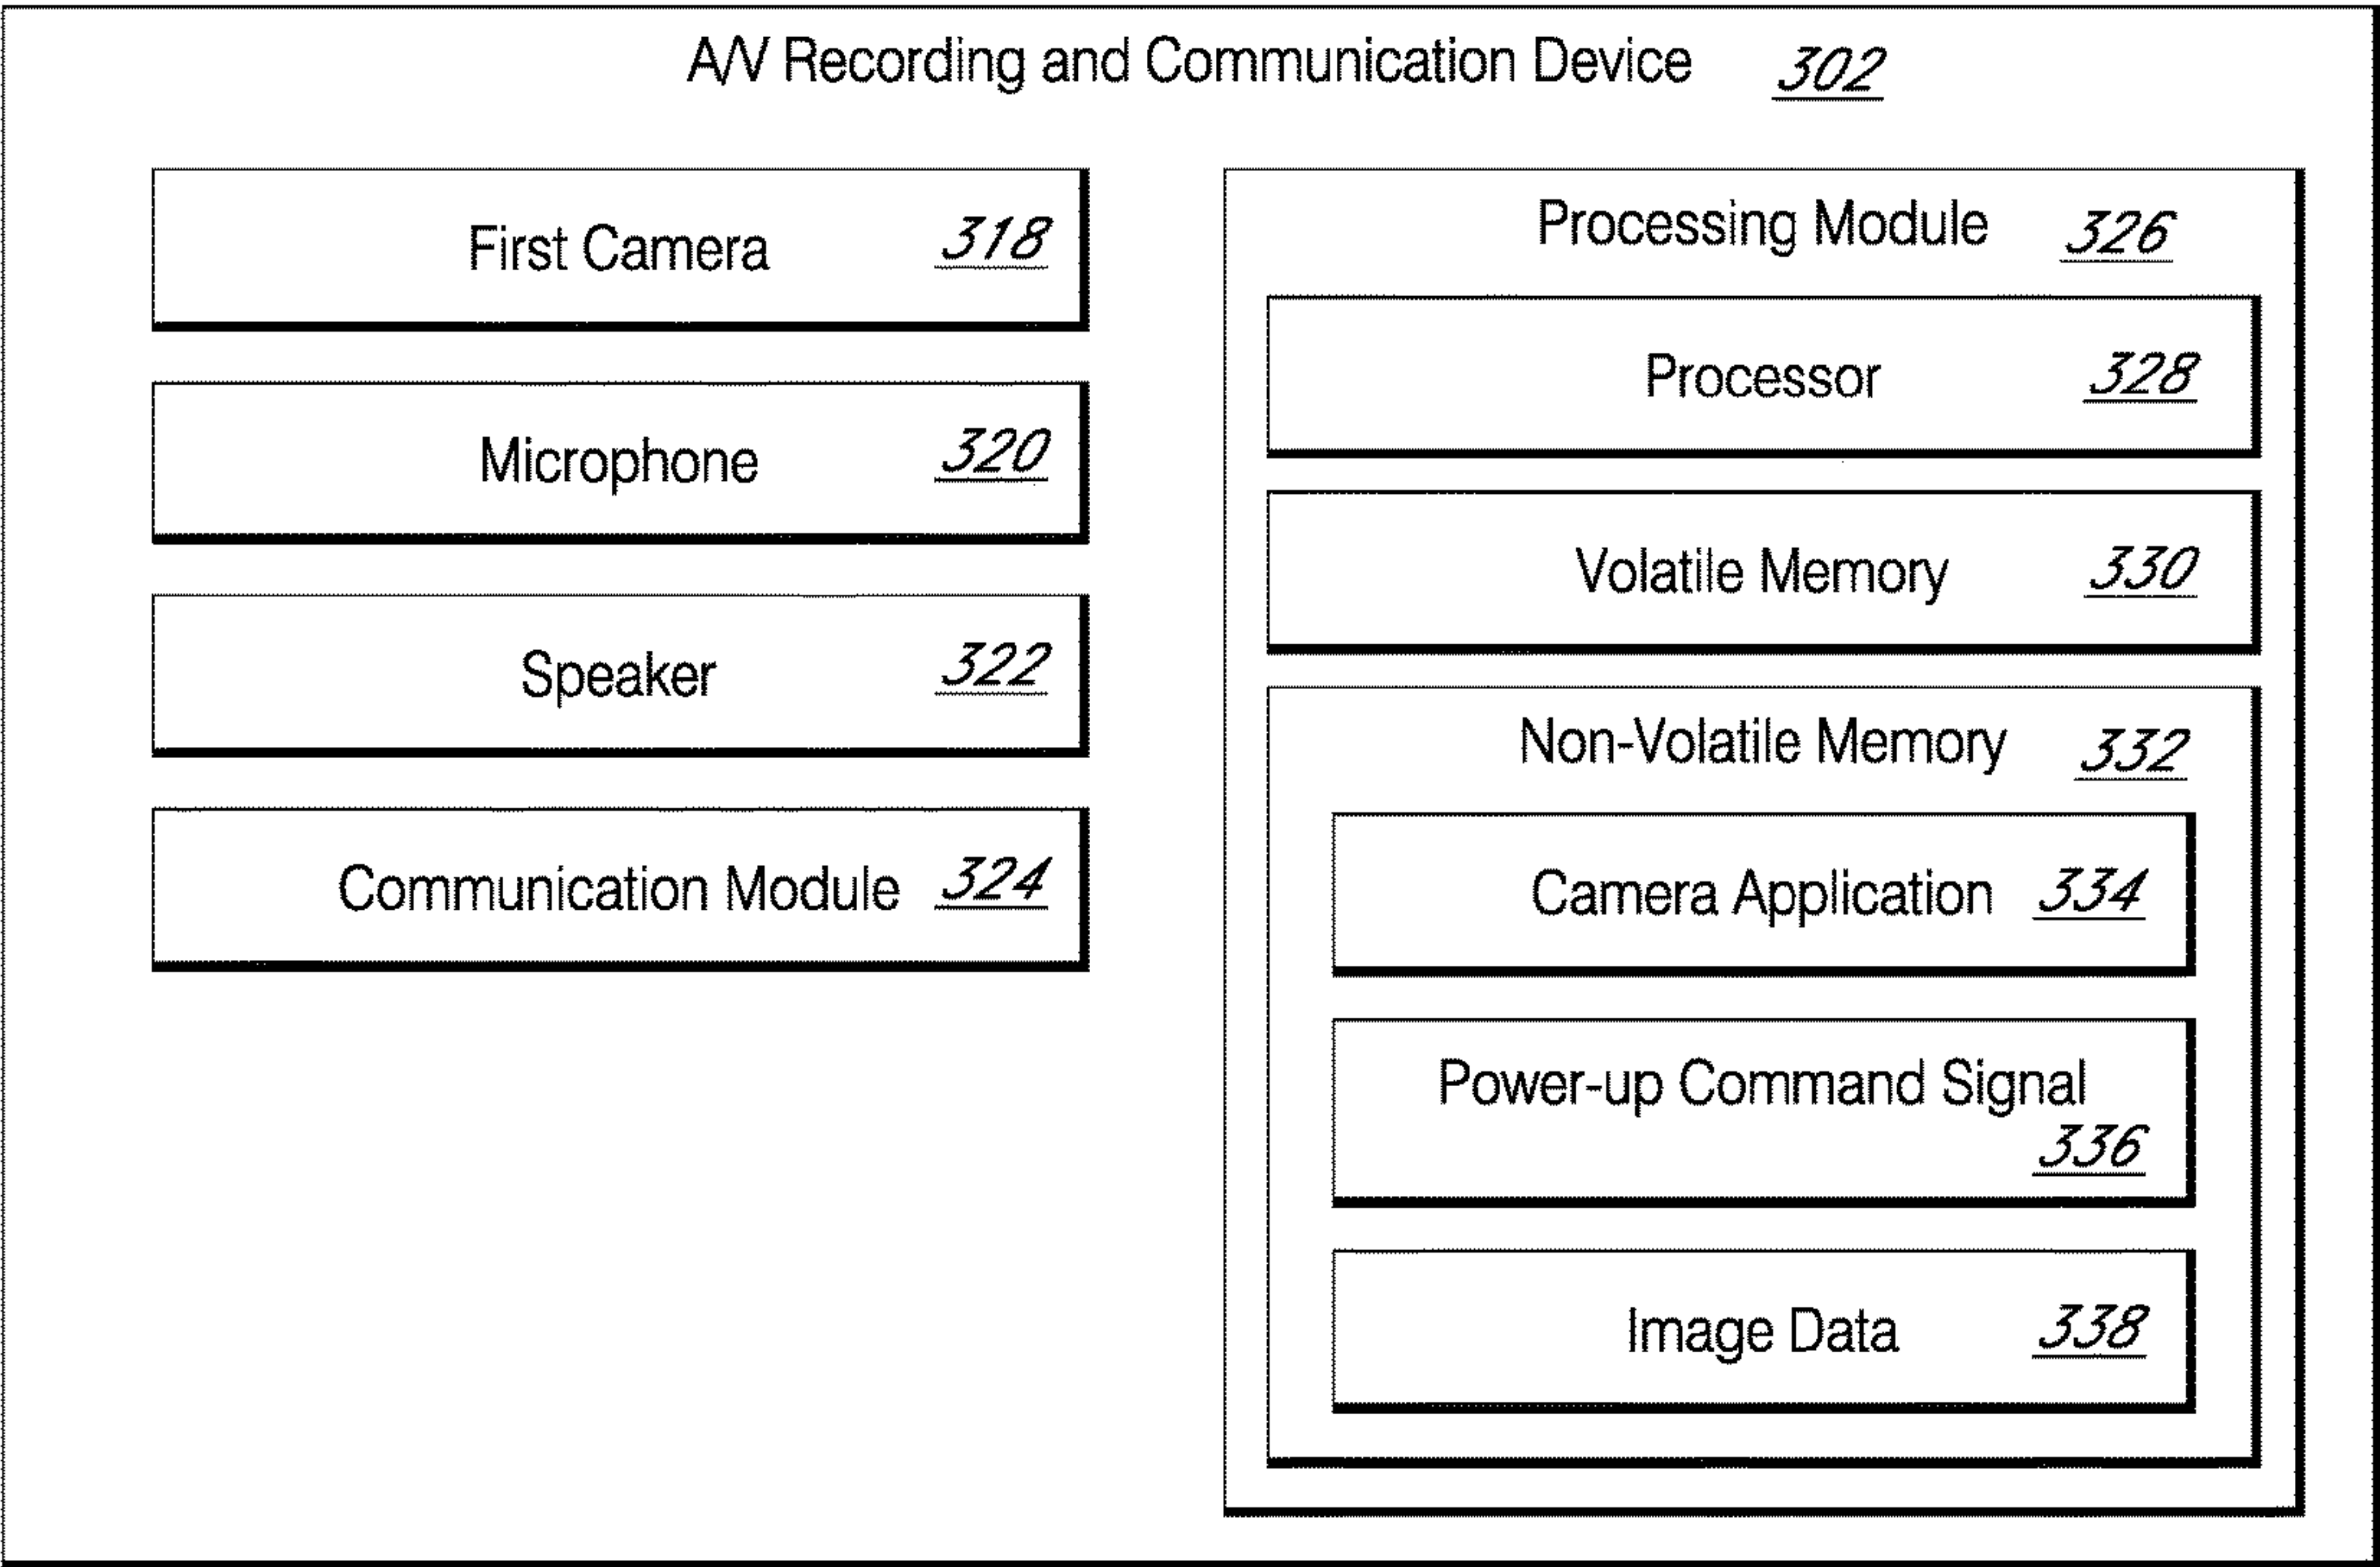 A/V Recording and Communication Device 302
First Camera 318
Microphone 320
Speaker 322
Communication Module 324
Processing Module 326
Processor 328
Volatile Memory 330
Non-Volatile Memory 332
Camera Application 334
Power-up Command Signal
336
Image Data 338